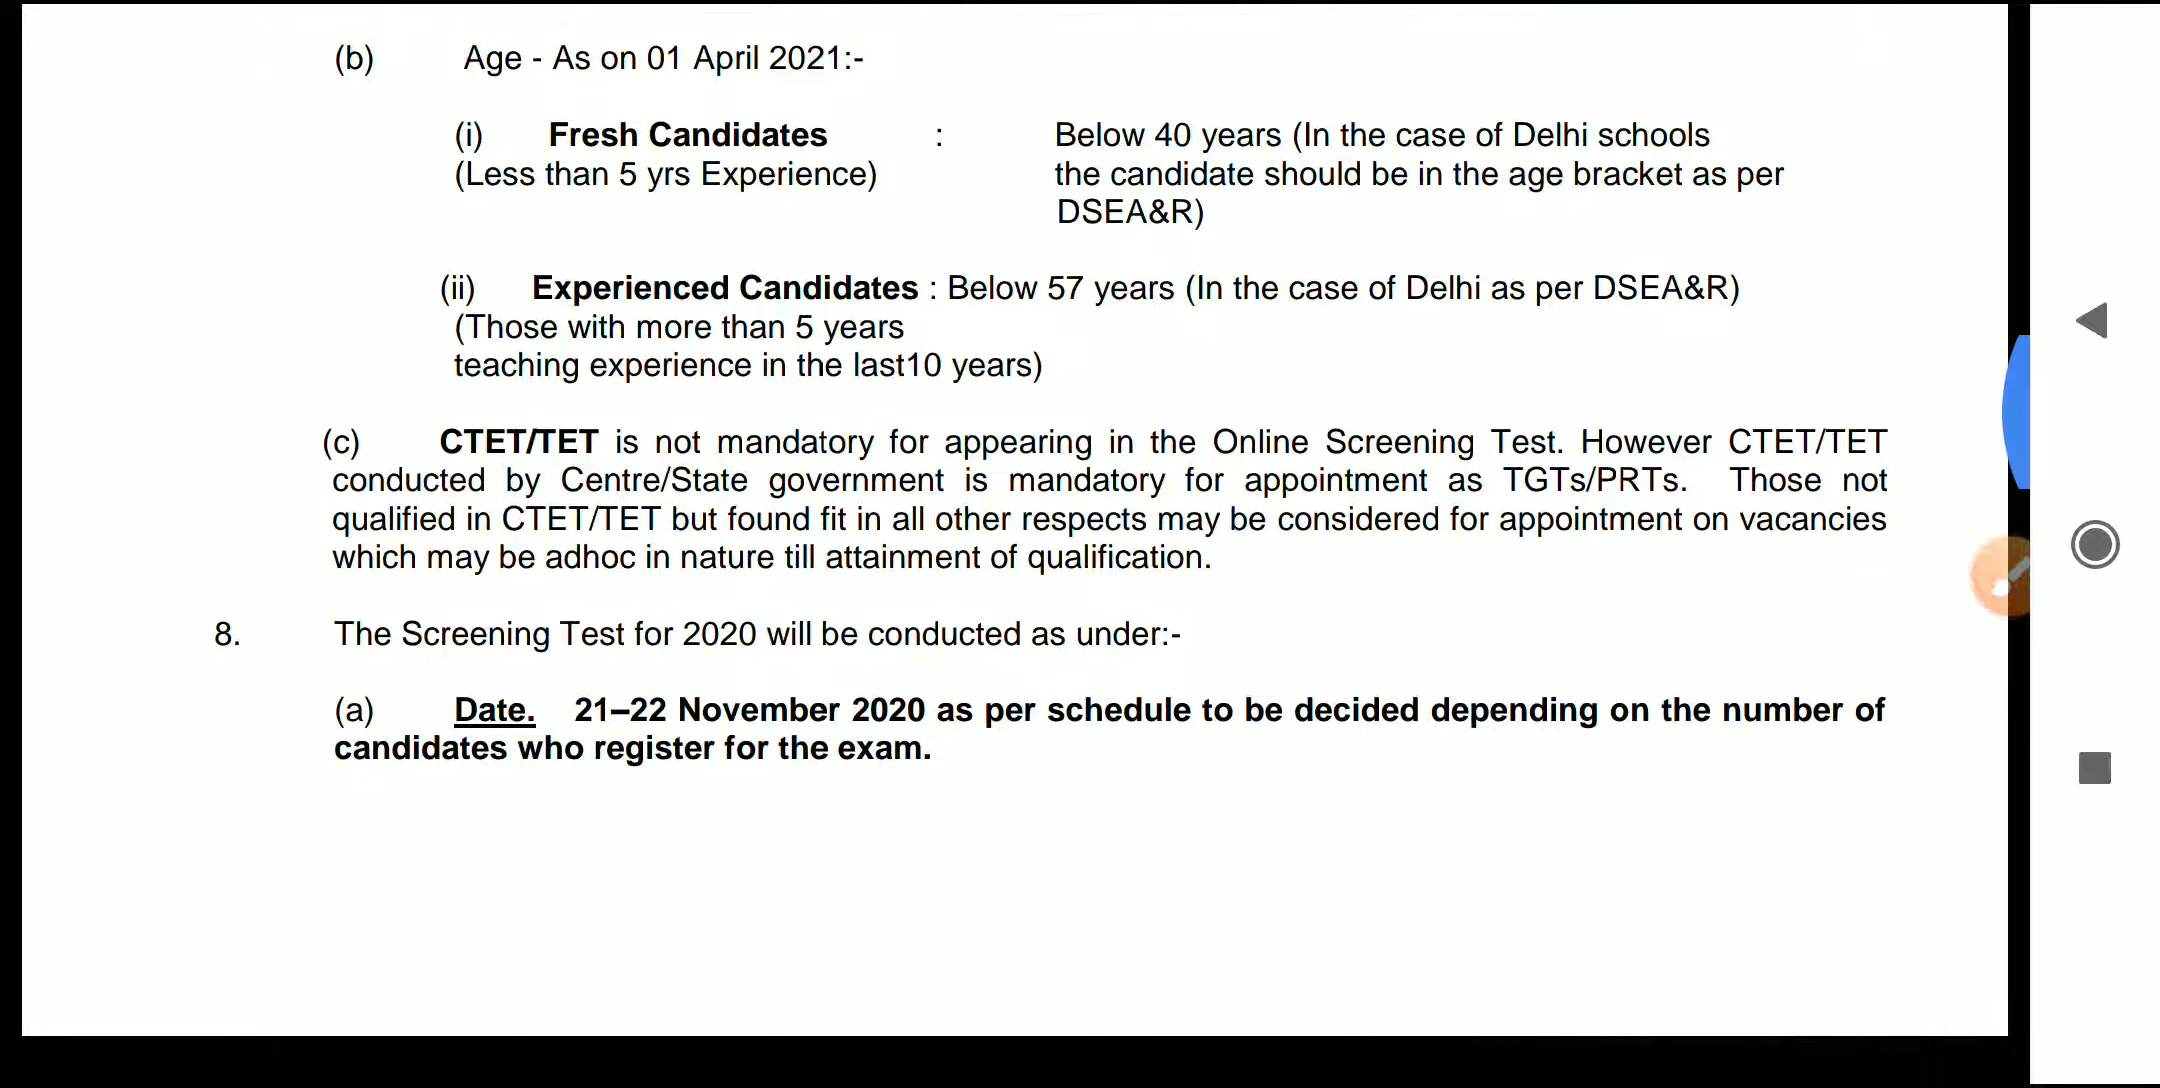 (b) Age - As on 01 April 2021:-
(i) Fresh Candidates : Below 40 years (In the case of Delhi schools
(Less than 5 yrs Experience) the candidate should be in the age bracket as per
DSEA&R)
(ii) Experienced Candidates : Below 57 years (In the case of Delhi as per DSEA&R)
(Those with more than 5 years
teaching experience in the last10 years)
(c) CTET/TET is not mandatory for appearing in the Online Screening Test. However CTET/TET
conducted by Centre/State government is mandatory for appointment as TGTs/PRTs. Those not
qualified in CTET/TET but found fit in all other respects may be considered for appointment on vacancies
which may be adhoc in nature till attainment of qualification.
8. The Screening Test for 2020 will be conducted as under:-
(a) Date. 21–22 November 2020 as per schedule to be decided depending on the number of
candidates who register for the exam.